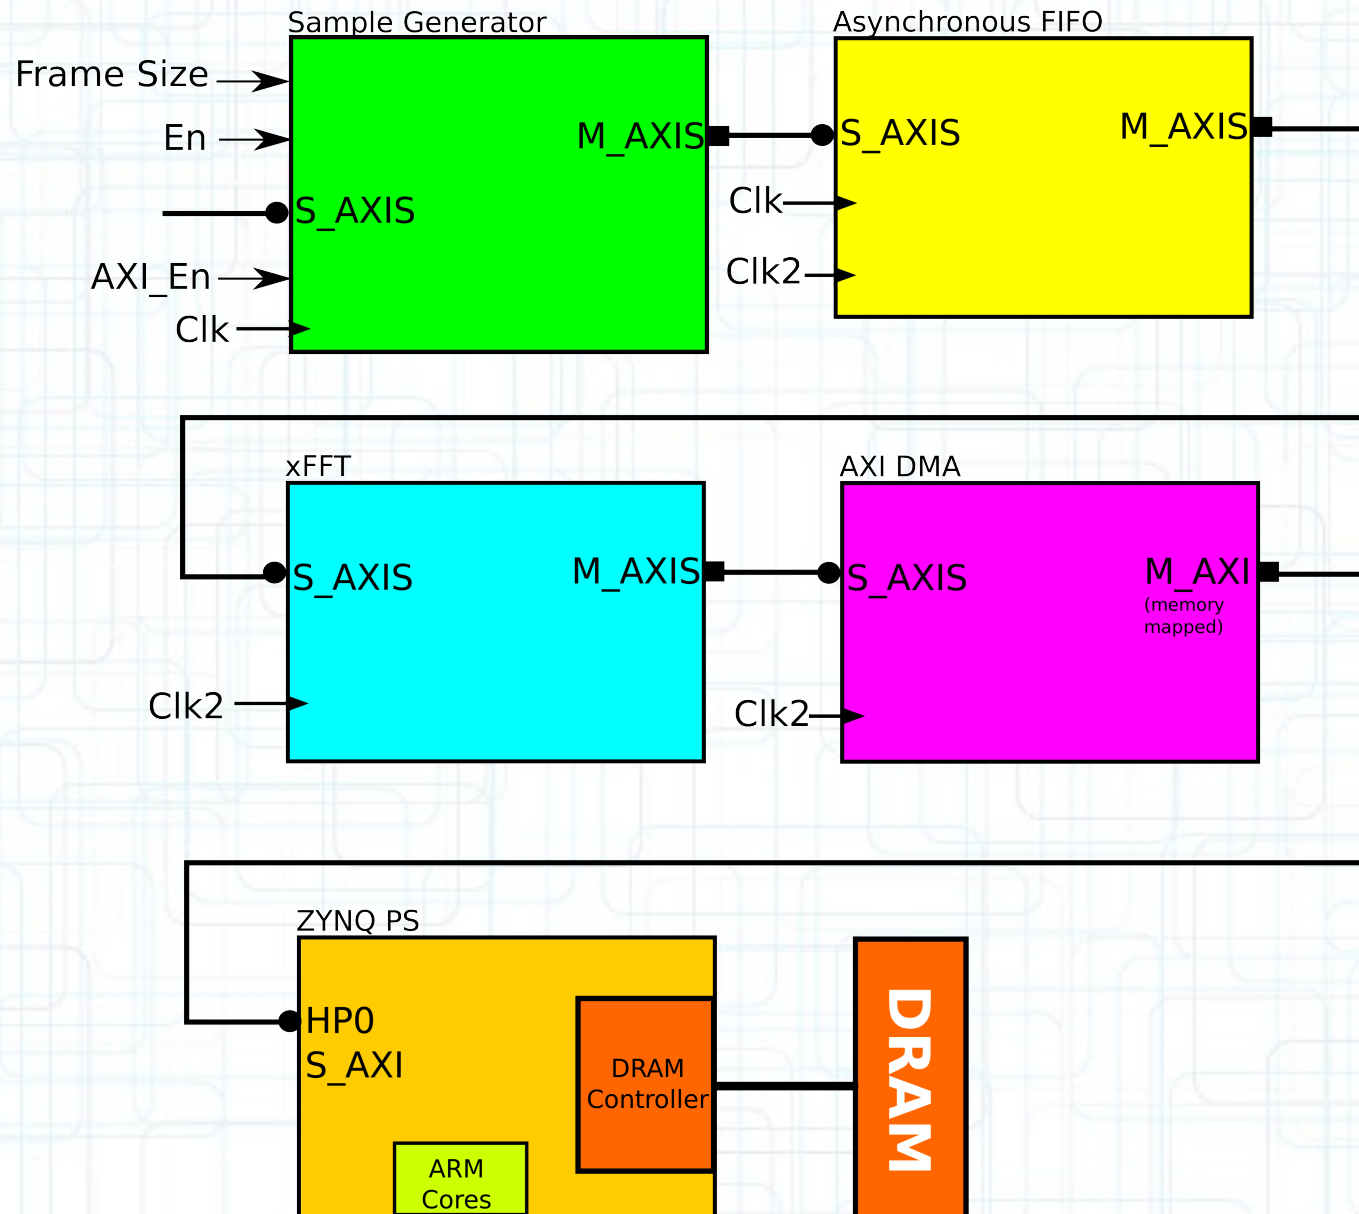 Sample Generator
Asynchronous FIFO
Frame Size
En
M_AXIS
S_AXIS
M_AXIS
S_AXIS
Clk
AXI_En
Clk2
Clk
xFFT
AXI DMA
S_AXIS
M_AXIS
S_AXIS
M_AXI
(memory
mapped)
Clk2
Clk2
ZYNQ PS
HP0
S_AXI
DRAM
Controller
DRAM
ARM
Cores